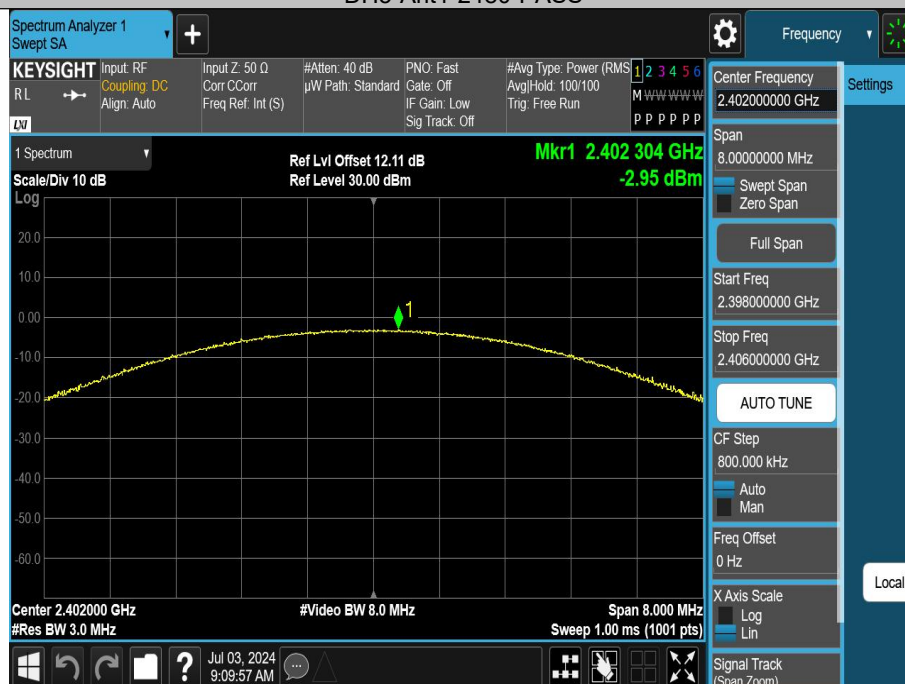 Spectrum Analyzer 1
Swept SA
Frequency
KEYSIGHT
RL
LXI
Input: RF
Coupling: DC
Align: Auto
Input Z: 50 Ω
Corr CCorr
Freq Ref: Int (S)
#Atten: 40 dB
µW Path: Standard
PNO: Fast
Gate: Off
IF Gain: Low
Sig Track: Off
#Avg Type: Power (RMS
Avg|Hold: 100/100
Trig: Free Run
1 2 3 4 5 6
M W W W W W
P P P P P P
1 Spectrum
Scale/Div 10 dB
Log
Ref Lvl Offset 12.11 dB
Ref Level 30.00 dBm
Mkr1 2.402 304 GHz
-2.95 dBm
20.0
10.0
0.00
-10.0
-20.0
-30.0
-40.0
-50.0
-60.0
1
Center 2.402000 GHz
#Res BW 3.0 MHz
#Video BW 8.0 MHz
Span 8.000 MHz
Sweep 1.00 ms (1001 pts)
Jul 03, 2024
9:09:57 AM
Center Frequency
2.402000000 GHz
Settings
Span
8.00000000 MHz
Swept Span
Zero Span
Full Span
Start Freq
2.398000000 GHz
Stop Freq
2.406000000 GHz
AUTO TUNE
CF Step
800.000 kHz
Auto
Man
Freq Offset
0 Hz
Local
X Axis Scale
Log
Lin
Signal Track
(Span Zoom)